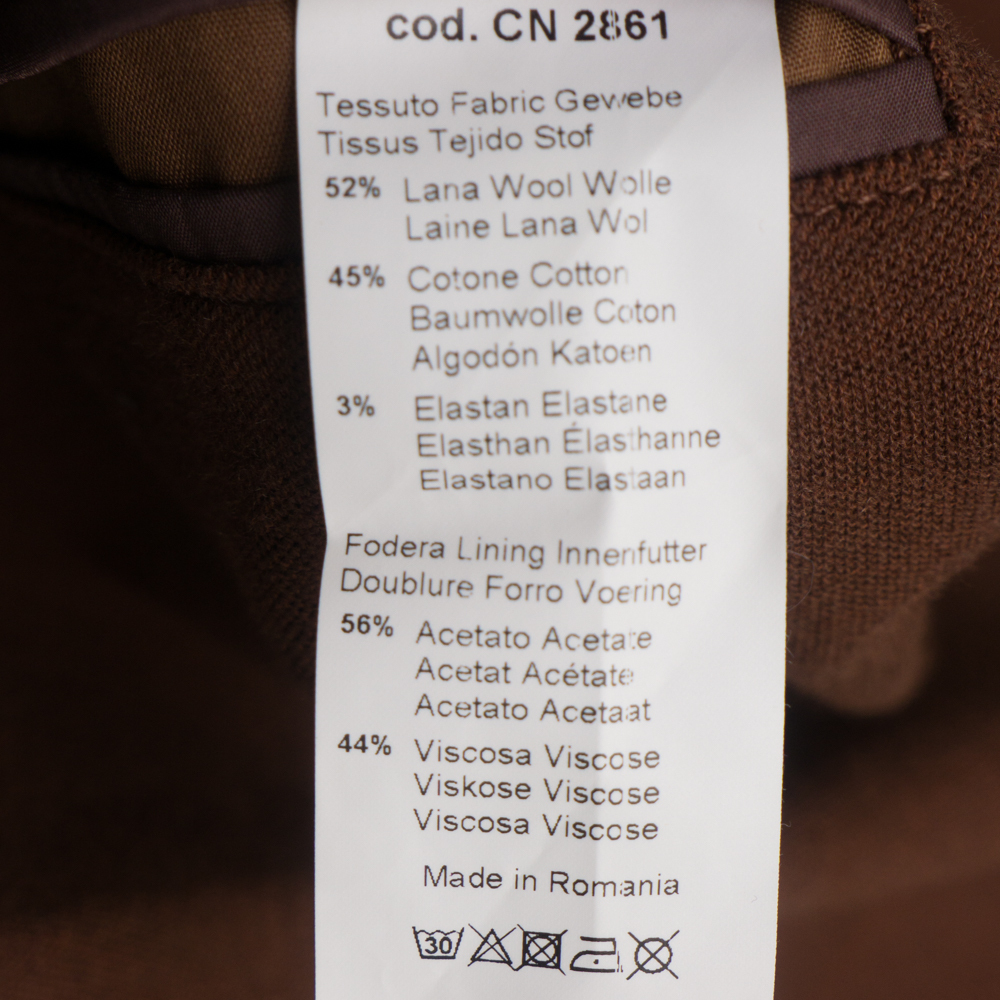 cod. CN 2861
Tessuto Fabric Gewebe
Tissus Tejido Stof
52% Lana Wool Wolle
Laine Lana Wol
45% Cotone Cotton
Baumwolle Coton
Algodón Katoen
3% Elastan Elastane
Elasthan Élasthanne
Elastano Elastaan
Fodera Lining Innenfutter
Doublure Forro Voering
56% Acetato Acetate
Acetat Acétate
Acetato Acetaat
44% Viscosa Viscose
Viskose Viscose
Viscosa Viscose
Made in Romania
30